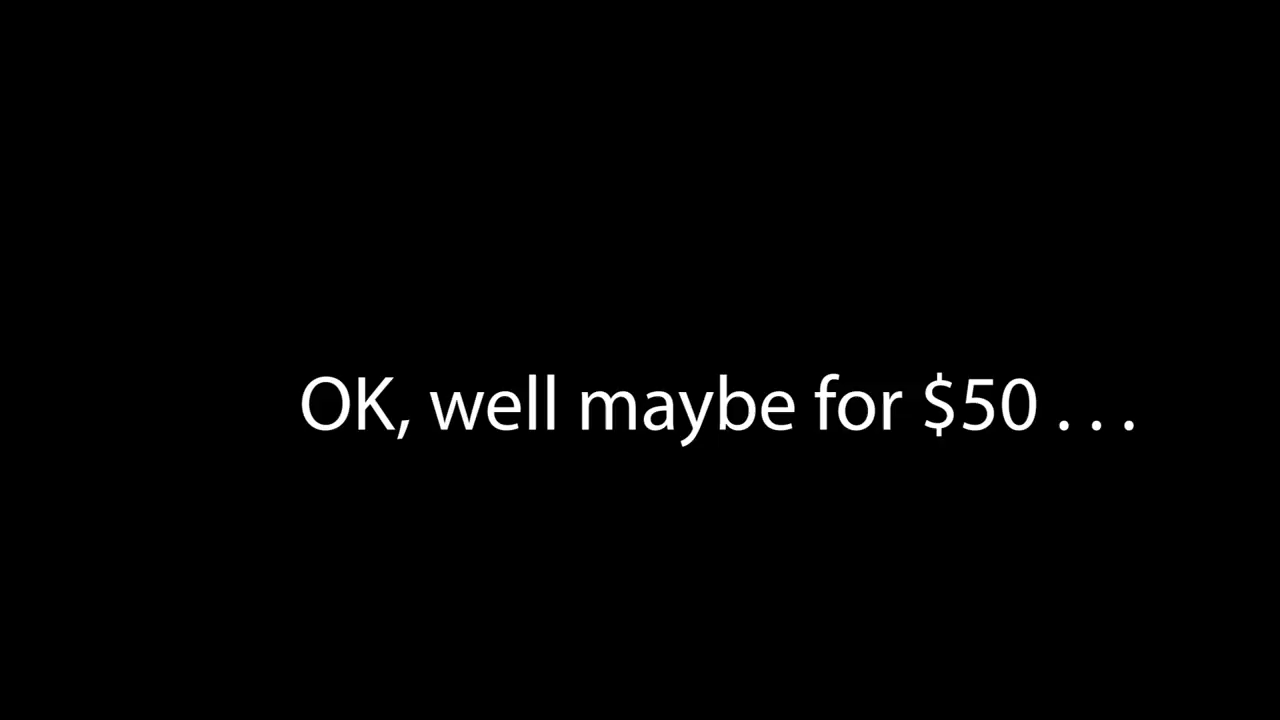 OK, well maybe for $50 . . .